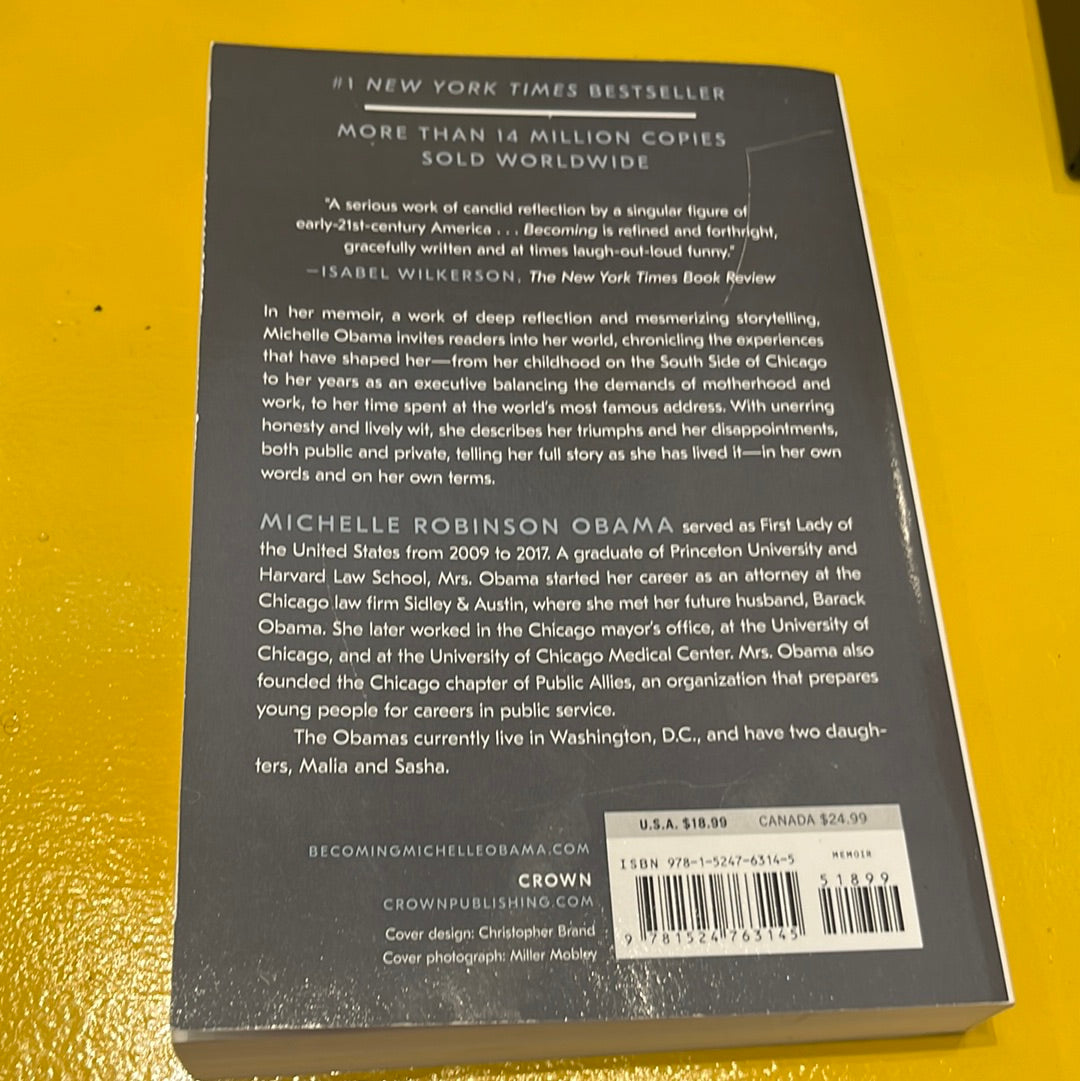 #1 NEW YORK TIMES BESTSELLER
MORE THAN 14 MILLION COPIES
SOLD WORLDWIDE
"A serious work of candid reflection by a singular figure of
early-21st-century America . . . Becoming is refined and forthright,
gracefully written and at times laugh-out-loud funny."
—ISABEL WILKERSON, The New York Times Book Review
In her memoir, a work of deep reflection and mesmerizing storytelling,
Michelle Obama invites readers into her world, chronicling the experiences
that have shaped her—from her childhood on the South Side of Chicago
to her years as an executive balancing the demands of motherhood and
work, to her time spent at the world's most famous address. With unerring
honesty and lively wit, she describes her triumphs and her disappointments,
both public and private, telling her full story as she has lived it—in her own
words and on her own terms.
MICHELLE ROBINSON OBAMA served as First Lady of
the United States from 2009 to 2017. A graduate of Princeton University and
Harvard Law School, Mrs. Obama started her career as an attorney at the
Chicago law firm Sidley & Austin, where she met her future husband, Barack
Obama. She later worked in the Chicago mayor's office, at the University of
Chicago, and at the University of Chicago Medical Center. Mrs. Obama also
founded the Chicago chapter of Public Allies, an organization that prepares
young people for careers in public service.
The Obamas currently live in Washington, D.C., and have two daugh-
ters, Malia and Sasha.
BECOMINGMICHELLEOBAMA.COM
CROWN
CROWNPUBLISHING.COM
Cover design: Christopher Brand
Cover photograph: Miller Mobley
U.S.A. $18.99 CANADA $24.99
ISBN 978-1-5247-6314-5
MEMOIR
51899
9 781524 763145